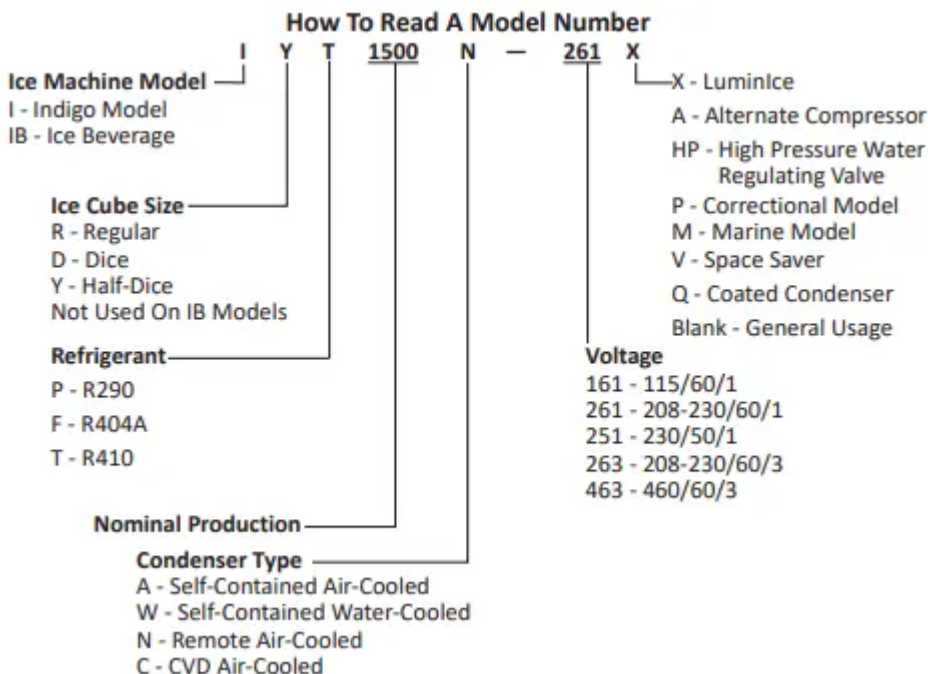 How To Read A Model Number
I Y T 1500 N — 261 X
Ice Machine Model
I - Indigo Model
IB - Ice Beverage
Ice Cube Size
R - Regular
D - Dice
Y - Half-Dice
Not Used On IB Models
Refrigerant
P - R290
F - R404A
T - R410
Nominal Production
Condenser Type
A - Self-Contained Air-Cooled
W - Self-Contained Water-Cooled
N - Remote Air-Cooled
C - CVD Air-Cooled
X - LuminIce
A - Alternate Compressor
HP - High Pressure Water
Regulating Valve
P - Correctional Model
M - Marine Model
V - Space Saver
Q - Coated Condenser
Blank - General Usage
Voltage
161 - 115/60/1
261 - 208-230/60/1
251 - 230/50/1
263 - 208-230/60/3
463 - 460/60/3